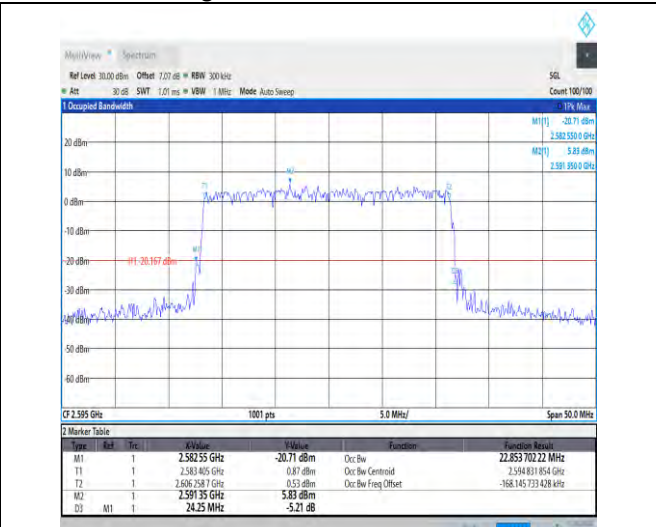 MultiView Spectrum
Ref Level 30.00 dBm Offset 7.07 dB RBW 300 kHz SGL
Att 30 dB SWT 1.01 ms VBW 1 MHz Mode Auto Sweep Count 100/100
1 Occupied Bandwidth 1Pk Max
M1[1] -20.71 dBm
2.582 550 0 GHz
20 dBm
M2[1] 5.83 dBm
2.591 350 0 GHz
10 dBm
M2
T1
0 dBm
-10 dBm
M1
-20 dBm
H1 -20.167 dBm
-30 dBm
-40 dBm
-50 dBm
-60 dBm
CF 2.595 GHz 1001 pts 5.0 MHz/ Span 50.0 MHz
2 Marker Table
Type Ref Trc X-Value Y-Value Function Function Result
M1 1 2.58255 GHz -20.71 dBm Occ Bw 22.853 702 22 MHz
T1 1 2.583 405 GHz 0.87 dBm Occ Bw Centroid 2.594 831 854 GHz
T2 1 2.606 258 7 GHz 0.53 dBm Occ Bw Freq Offset -168.145 733 428 kHz
M2 1 2.59135 GHz 5.83 dBm
D3 M1 1 24.25 MHz -5.21 dB